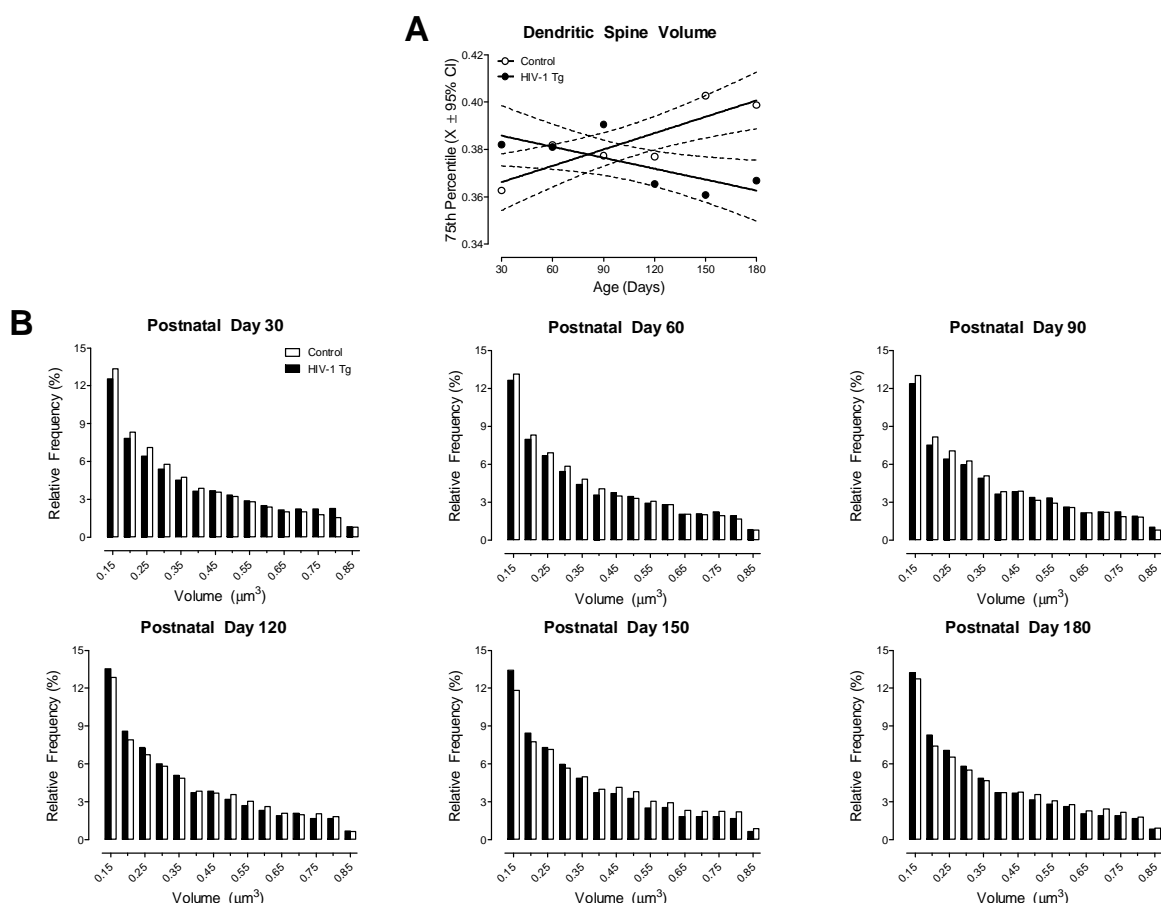 A
Dendritic Spine Volume
75th Percentile (X ± 95% CI)
0.42
0.40
0.38
0.36
0.34
Control
HIV-1 Tg
30 60 90 120 150 180
Age (Days)
B
Postnatal Day 30
Relative Frequency (%)
15
12
9
6
3
0
Control
HIV-1 Tg
0.15 0.25 0.35 0.45 0.55 0.65 0.75 0.85
Volume (μm³)
Postnatal Day 60
Relative Frequency (%)
15
12
9
6
3
0
0.15 0.25 0.35 0.45 0.55 0.65 0.75 0.85
Volume (μm³)
Postnatal Day 90
Relative Frequency (%)
15
12
9
6
3
0
0.15 0.25 0.35 0.45 0.55 0.65 0.75 0.85
Volume (μm³)
Postnatal Day 120
Relative Frequency (%)
15
12
9
6
3
0
0.15 0.25 0.35 0.45 0.55 0.65 0.75 0.85
Volume (μm³)
Postnatal Day 150
Relative Frequency (%)
15
12
9
6
3
0
0.15 0.25 0.35 0.45 0.55 0.65 0.75 0.85
Volume (μm³)
Postnatal Day 180
Relative Frequency (%)
15
12
9
6
3
0
0.15 0.25 0.35 0.45 0.55 0.65 0.75 0.85
Volume (μm³)